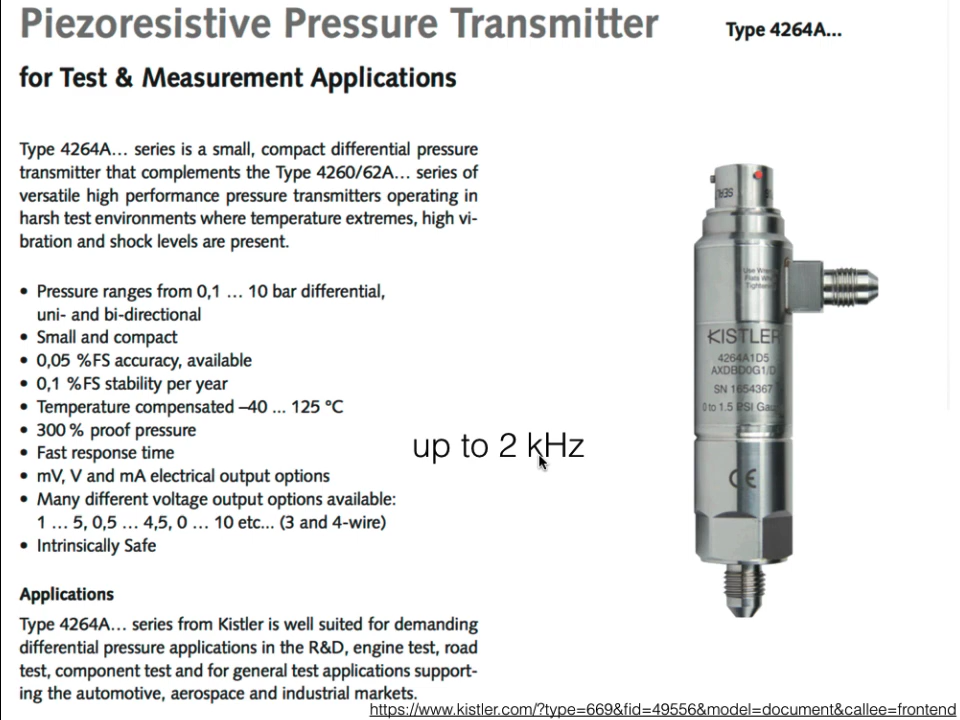 Piezoresistive Pressure Transmitter
Type 4264A...
for Test & Measurement Applications
Type 4264A... series is a small, compact differential pressure
transmitter that complements the Type 4260/62A... series of
versatile high performance pressure transmitters operating in
harsh test environments where temperature extremes, high vi-
bration and shock levels are present.
• Pressure ranges from 0,1 ... 10 bar differential,
uni- and bi-directional
• Small and compact
• 0,05 %FS accuracy, available
• 0,1 %FS stability per year
• Temperature compensated –40 ... 125 °C
• 300 % proof pressure
• Fast response time
• mV, V and mA electrical output options
• Many different voltage output options available:
1 ... 5, 0,5 ... 4,5, 0 ... 10 etc... (3 and 4-wire)
• Intrinsically Safe
up to 2 kHz
Applications
Type 4264A... series from Kistler is well suited for demanding
differential pressure applications in the R&D, engine test, road
test, component test and for general test applications support-
ing the automotive, aerospace and industrial markets.
KISTLER
4264A1D5
AXDBD0G1/0
SN 1654367
0 to 1.5 PSI
CE
https://www.kistler.com/?type=669&fid=49556&model=document&callee=frontend